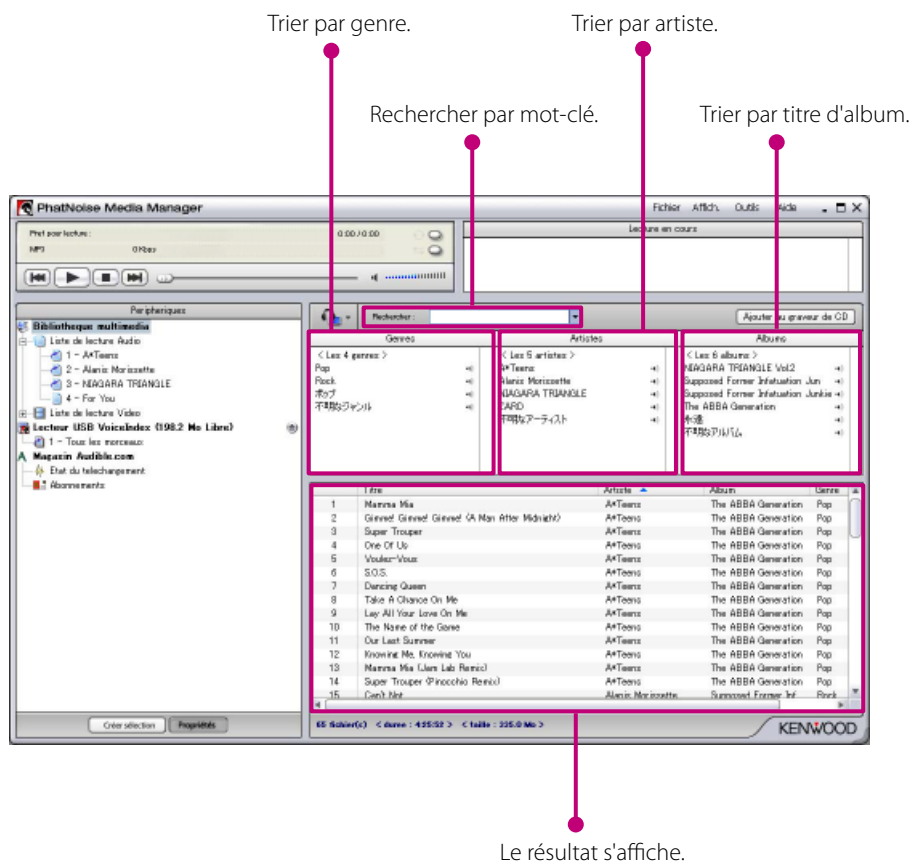 Trier par genre.
Trier par artiste.
Rechercher par mot-clé.
Trier par titre d'album.
PhatNoise Media Manager
Fichier Affich. Outils Aide
Pret pour lecture :
0:00 / 0:00
MP3 0 Kbps
Lecture en cours
Peripheriques
Bibliotheque multimedia
Liste de lecture Audio
1 - A*Teens
2 - Alanis Morissette
3 - NIAGARA TRIANGLE
4 - For You
Liste de lecture Video
Lecteur USB VoiceIndex (198.2 Mo Libre)
1 - Tous les morceaux
Magazin Audible.com
Etat du telechargement
Abonnements
Rechercher :
Ajouter au graveur de CD
Genres
< Les 4 genres >
Pop
Rock
ポップ
不明なジャンル
Artistes
< Les 5 artistes >
A*Teens
Alanis Morissette
NIAGARA TRIANGLE
ZARD
不明なアーティスト
Albums
< Les 6 albums >
NIAGARA TRIANGLE Vol.2
Supposed Former Infatuation Jun
Supposed Former Infatuation Junkie
The ABBA Generation
永遠
不明なアルバム
Titre Artiste Album Genre
1 Mamma Mia A*Teens The ABBA Generation Pop
2 Gimme! Gimme! Gimme! (A Man After Midnight) A*Teens The ABBA Generation Pop
3 Super Trouper A*Teens The ABBA Generation Pop
4 One Of Us A*Teens The ABBA Generation Pop
5 Voulez-Vous A*Teens The ABBA Generation Pop
6 S.O.S. A*Teens The ABBA Generation Pop
7 Dancing Queen A*Teens The ABBA Generation Pop
8 Take A Chance On Me A*Teens The ABBA Generation Pop
9 Lay All Your Love On Me A*Teens The ABBA Generation Pop
10 The Name of the Game A*Teens The ABBA Generation Pop
11 Our Last Summer A*Teens The ABBA Generation Pop
12 Knowing Me, Knowing You A*Teens The ABBA Generation Pop
13 Mamma Mia (Jam Lab Remix) A*Teens The ABBA Generation Pop
14 Super Trouper (Pinocchio Remix) A*Teens The ABBA Generation Pop
15 Can't Not Alanis Morissette Supposed Former Inf Rock
Créer sélection Propriétés
65 fichier(s) < duree : 4:25:52 > < taille : 235.0 Mo >
KENWOOD
Le résultat s'affiche.